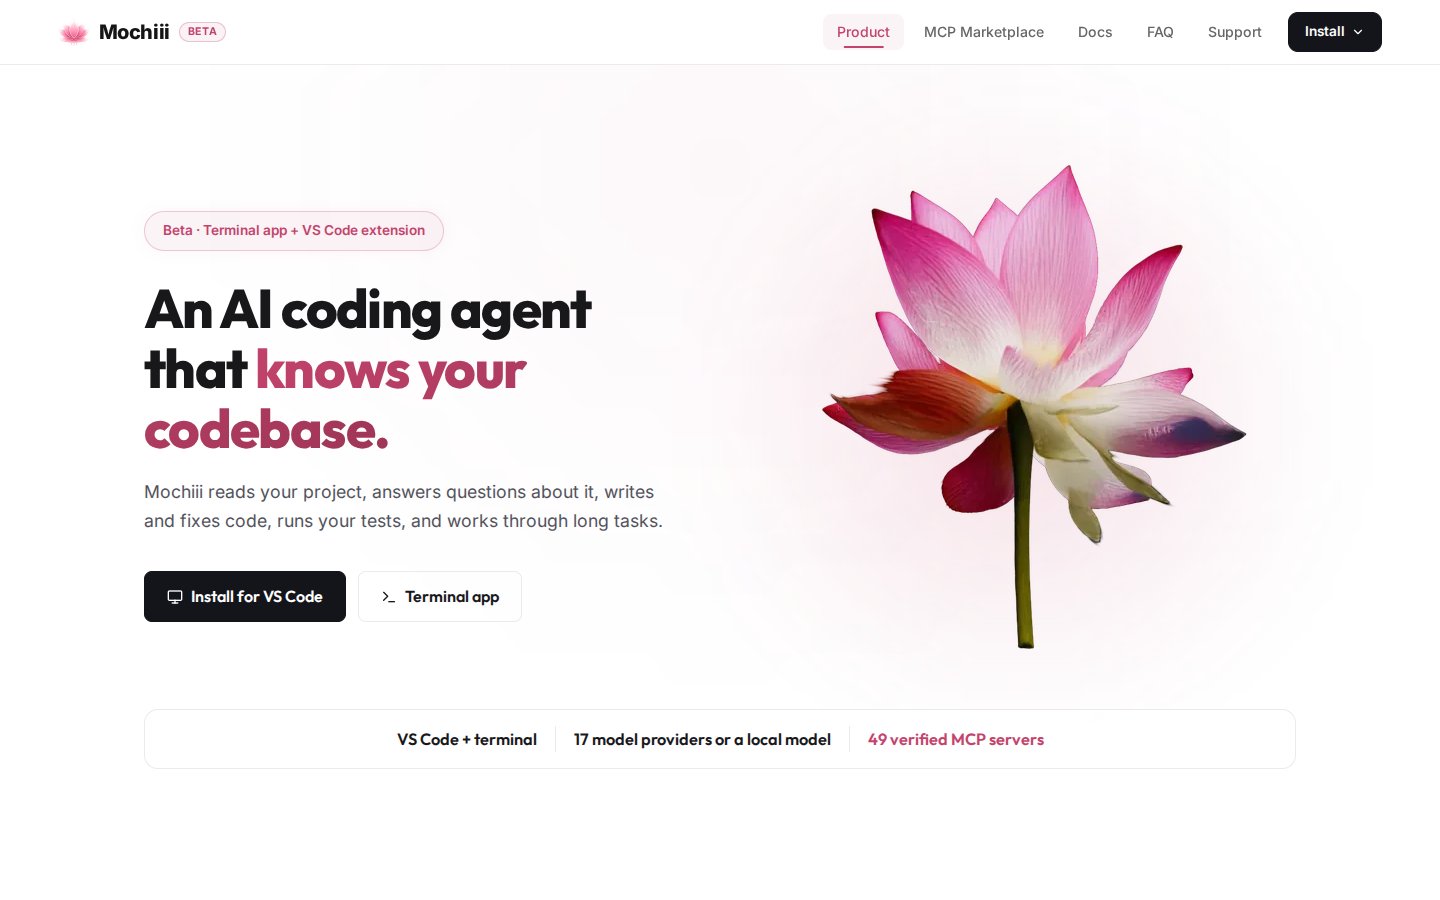 Mochiii BETA
Product MCP Marketplace Docs FAQ Support Install
Beta · Terminal app + VS Code extension
An AI coding agent
that knows your
codebase.
Mochiii reads your project, answers questions about it, writes
and fixes code, runs your tests, and works through long tasks.
Install for VS Code Terminal app
VS Code + terminal 17 model providers or a local model 49 verified MCP servers